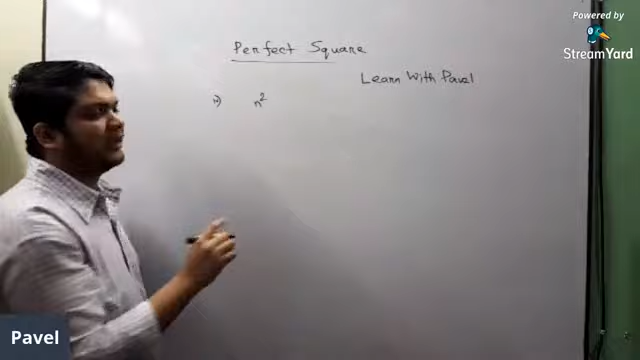 Powered by
StreamYard
Perfect Square
Learn With Pavel
n²
Pavel